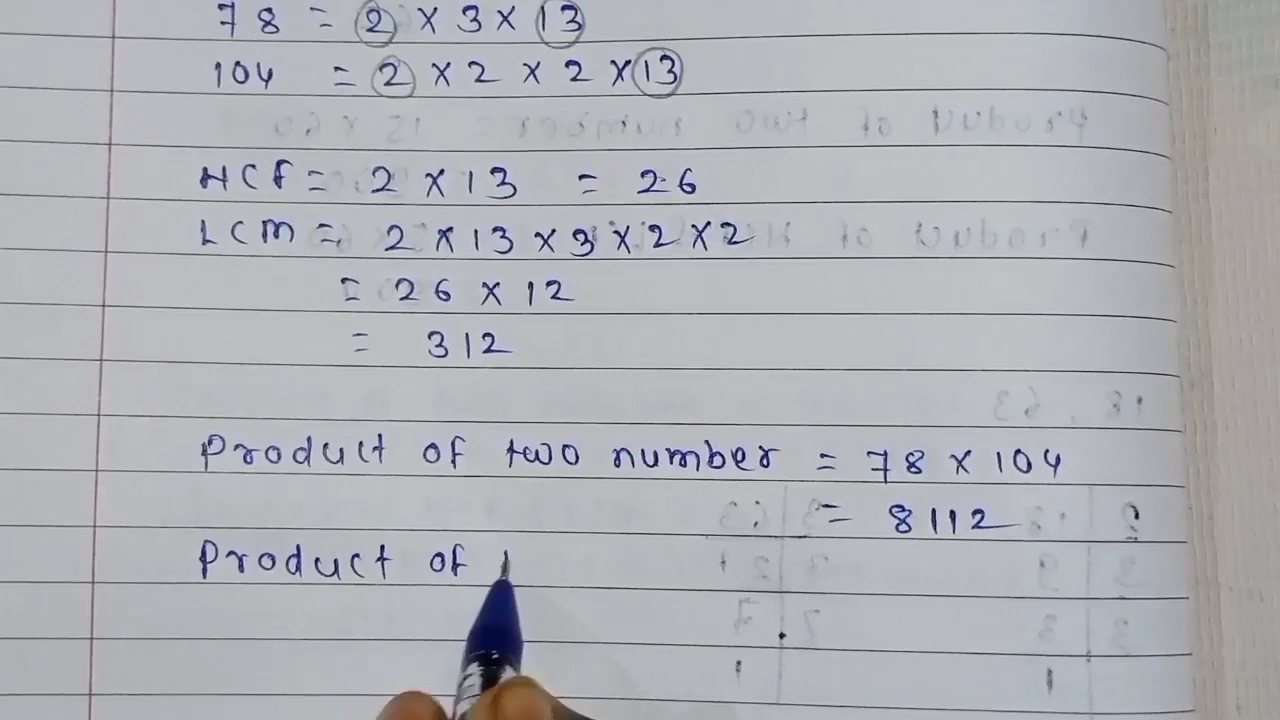 78 = 2 × 3 × 13
104 = 2 × 2 × 2 × 13
HCF = 2 × 13 = 26
LCM = 2 × 13 × 3 × 2 × 2
= 26 × 12
= 312
Product of two number = 78 × 104
= 8112
Product of